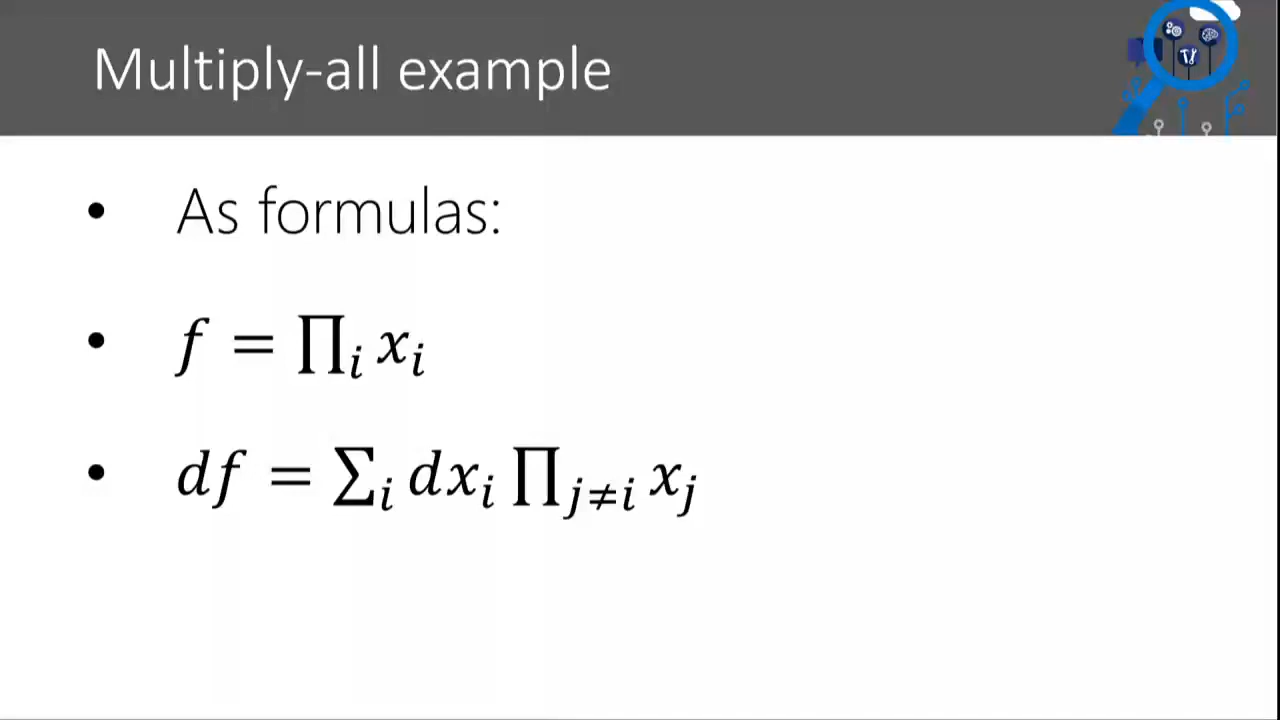 Multiply-all example
• As formulas:
• f = ∏ᵢ xᵢ
• df = ∑ᵢ dxᵢ ∏ⱼ≠ᵢ xⱼ